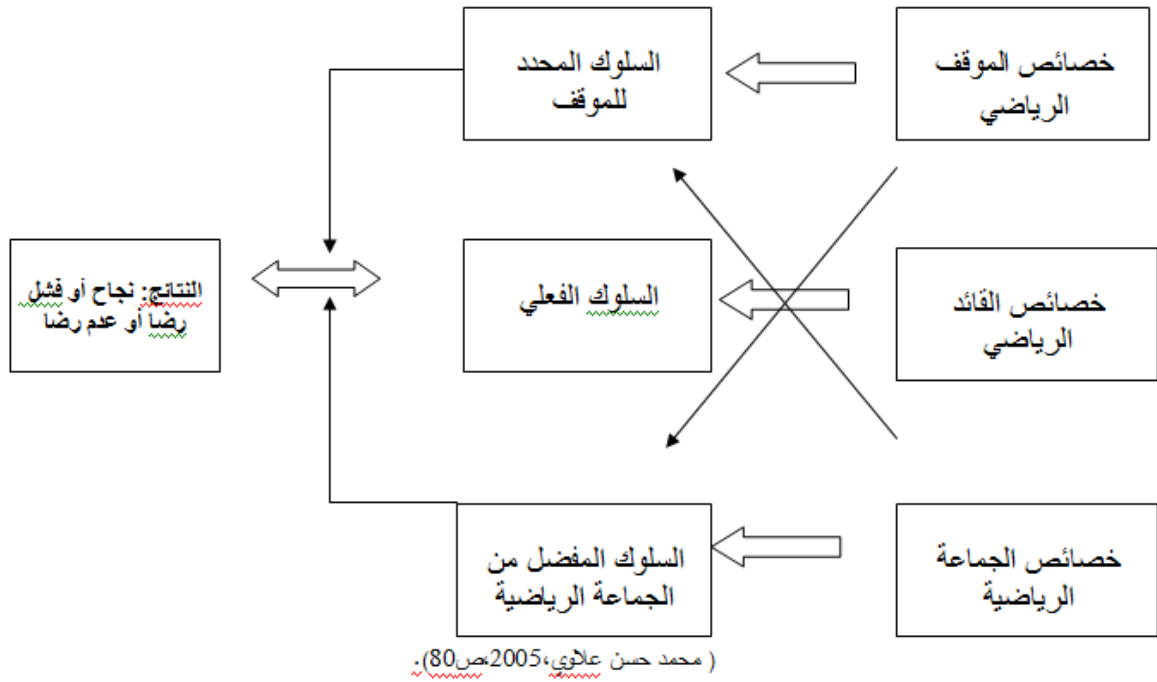 خصائص الموقف
الرياضي
السلوك المحدد
للموقف
خصائص القائد
الرياضي
السلوك الفعلي
النتائج: نجاح أو فشل
رضا أو عدم رضا
خصائص الجماعة
الرياضية
السلوك المفضل من
الجماعة الرياضية
( محمد حسن علاوي،2005،ص80).